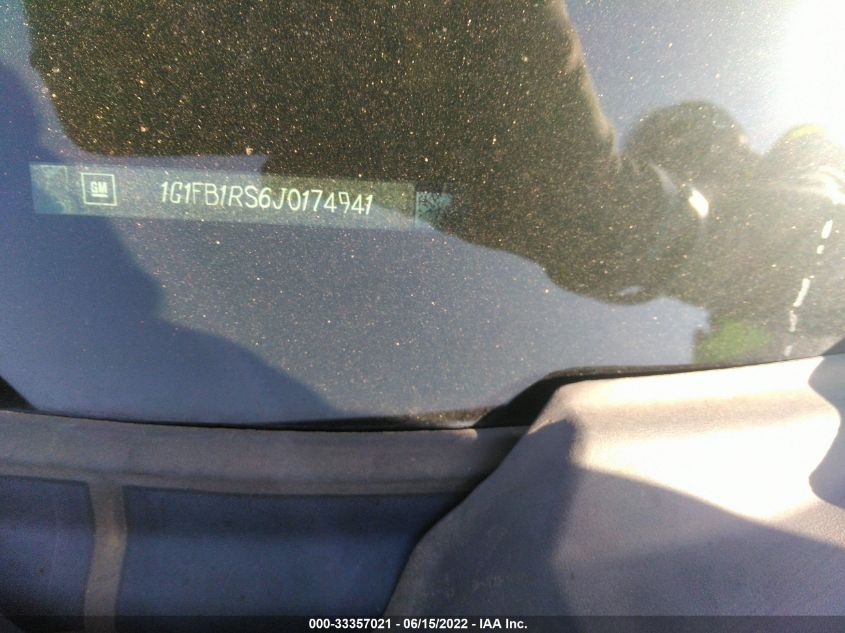 GM 1G1FB1RS6J0174941
000-33357021 - 06/15/2022 - IAA Inc.